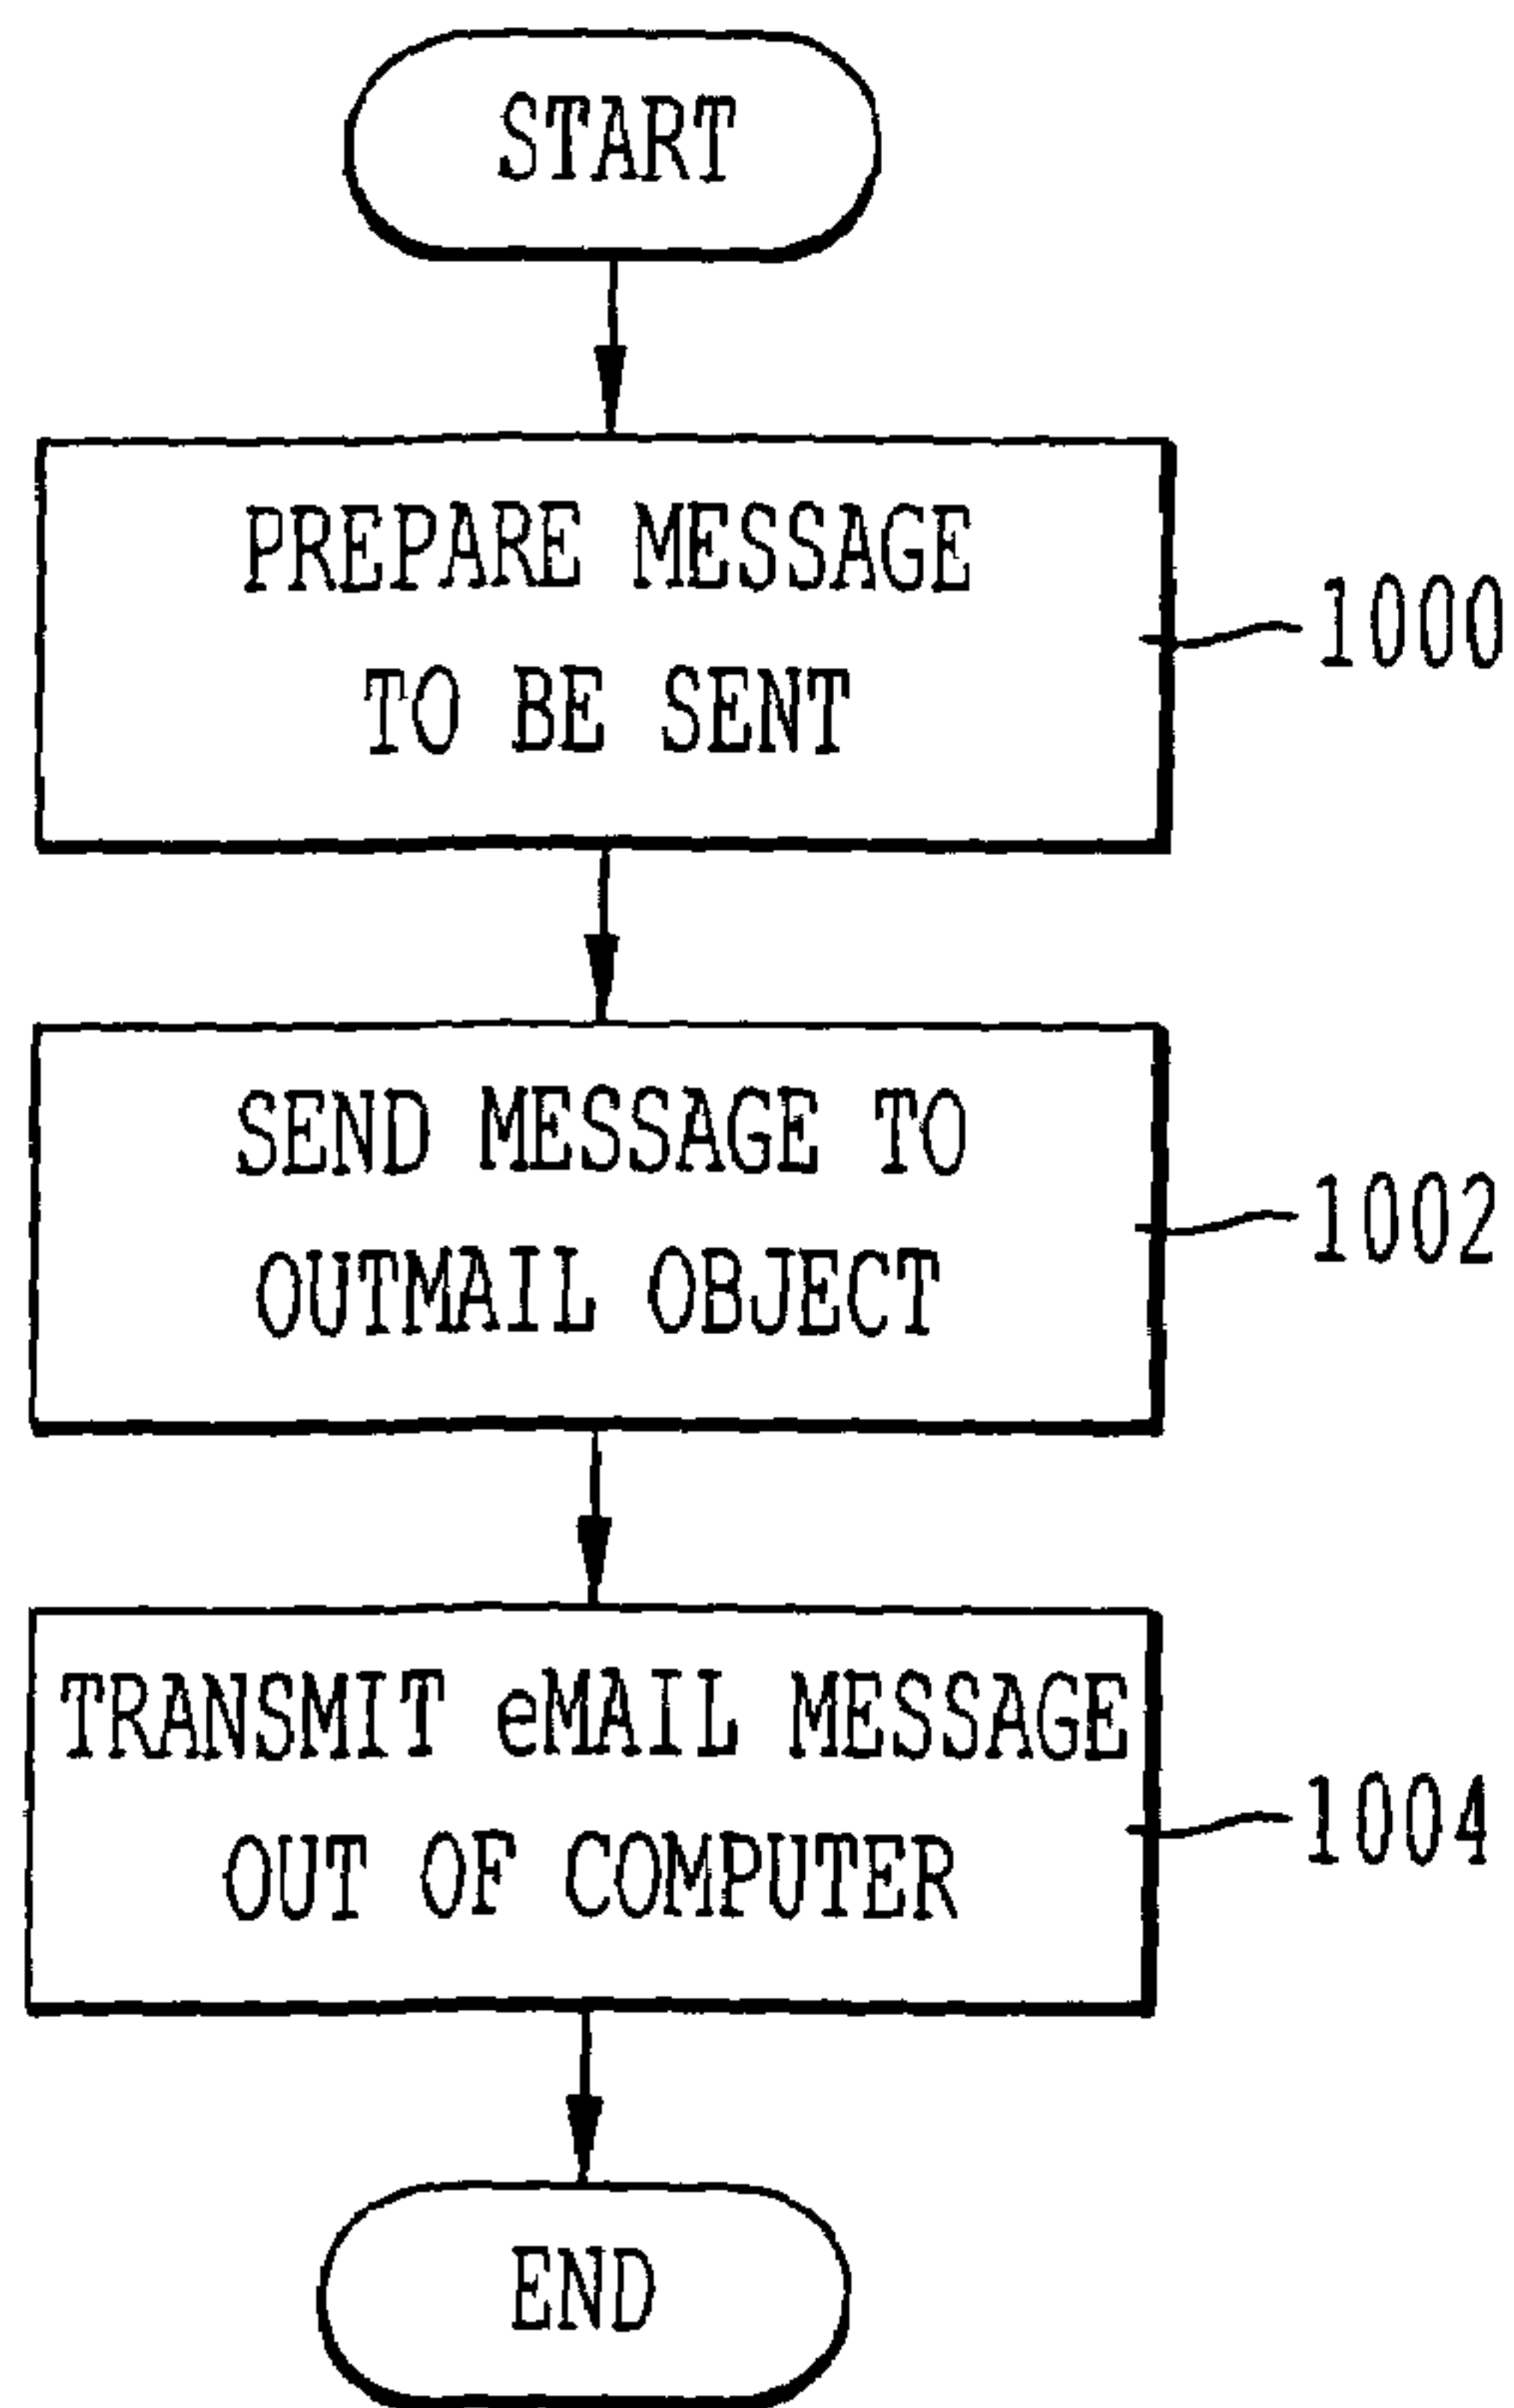 START
PREPARE MESSAGE
TO BE SENT
1000
SEND MESSAGE TO
OUTMAIL OBJECT
1002
TRANSMIT eMAIL MESSAGE
OUT OF COMPUTER
1004
END